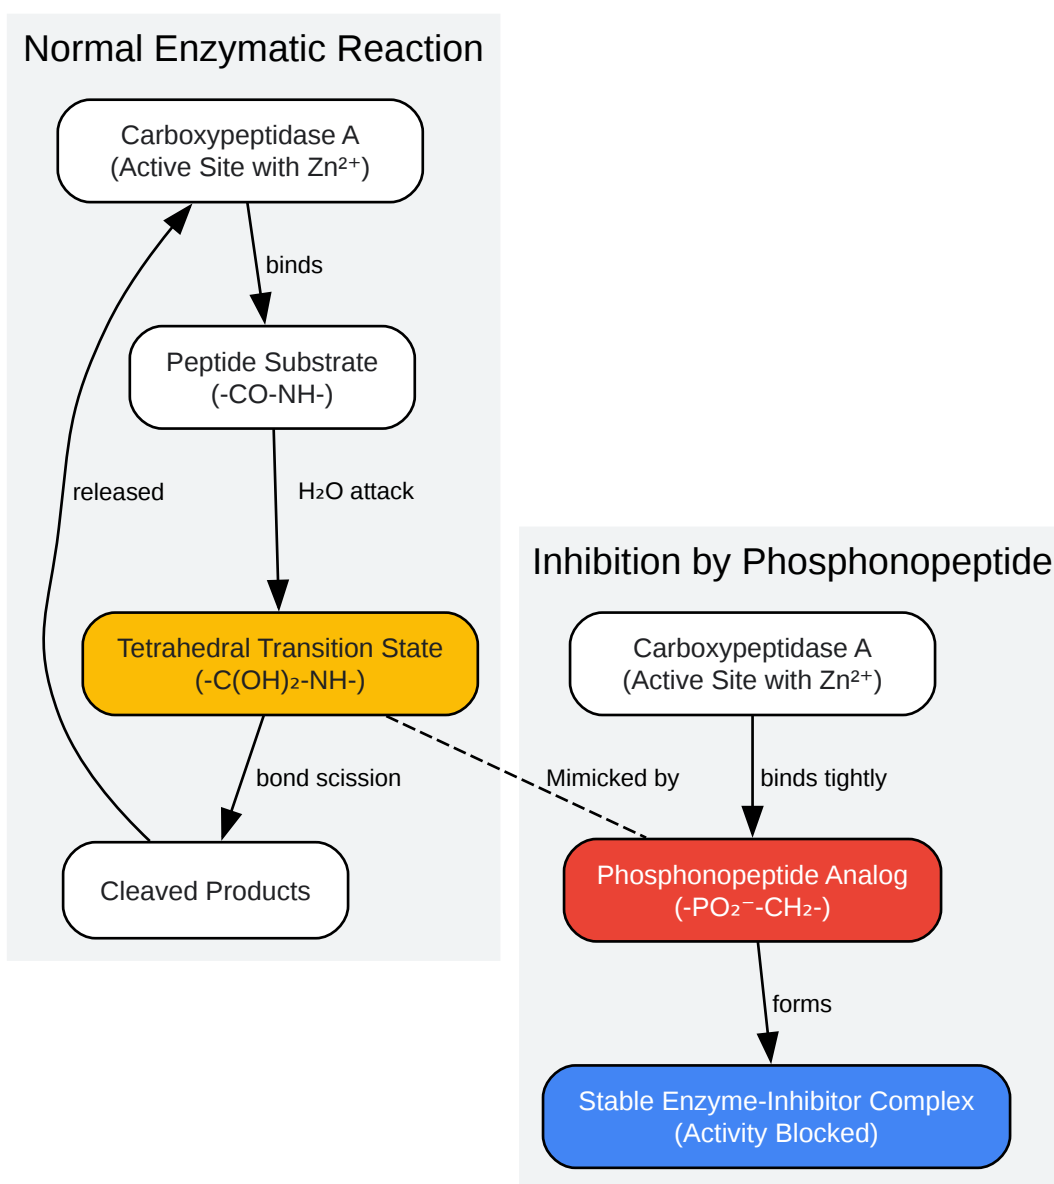 Normal Enzymatic Reaction
Carboxypeptidase A
(Active Site with Zn²⁺)
binds
Peptide Substrate
(-CO-NH-)
released
H₂O attack
Tetrahedral Transition State
(-C(OH)₂-NH-)
bond scission
Cleaved Products
Mimicked by
Inhibition by Phosphonopeptide
Carboxypeptidase A
(Active Site with Zn²⁺)
binds tightly
Phosphonopeptide Analog
(-PO₂⁻-CH₂-)
forms
Stable Enzyme-Inhibitor Complex
(Activity Blocked)